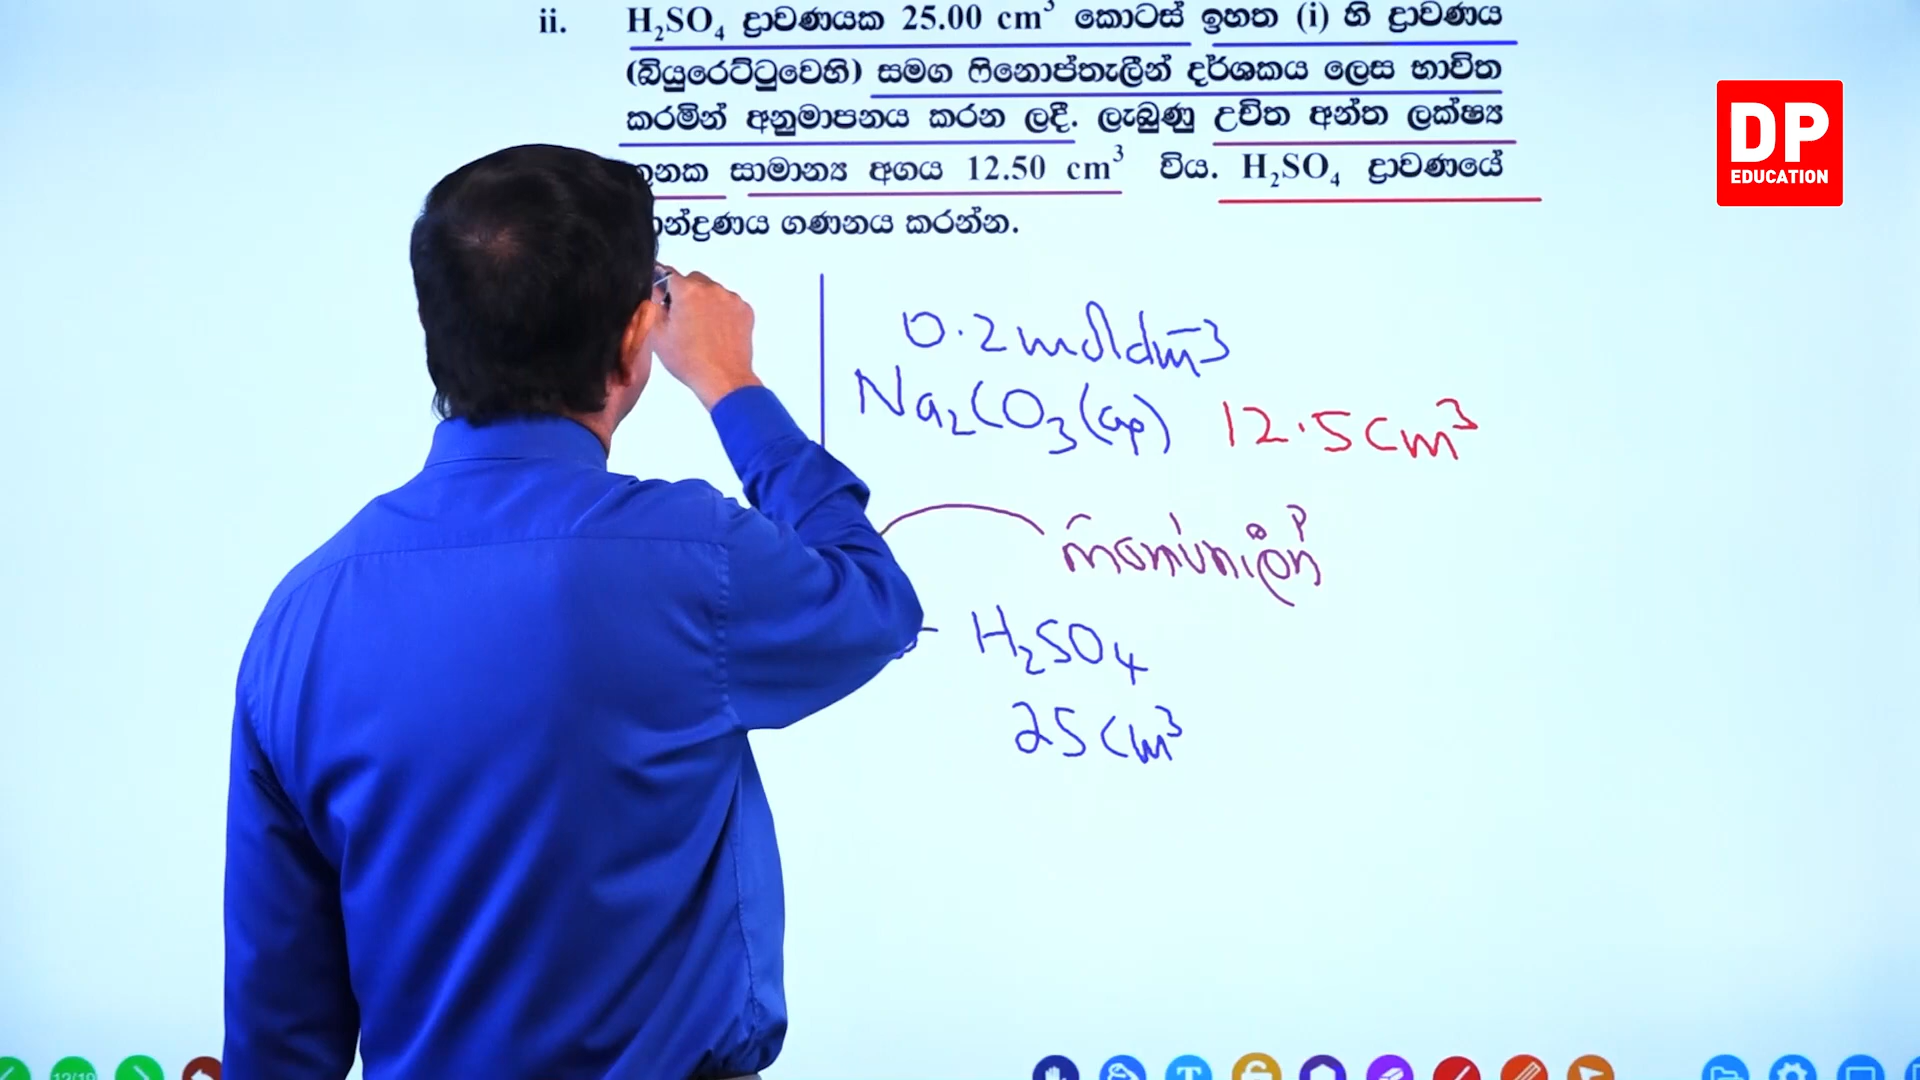 ii. H₂SO₄ ද්‍රාවණයක 25.00 cm³ කොටස් ඉහත (i) හි ද්‍රාවණය
(බියුරෙට්ටුවෙහි) සමග ෆිනොප්තැලීන් දර්ශකය ලෙස භාවිත
කරමින් අනුමාපනය කරන ලදී. ලැබුණු උචිත අන්ත ලක්ෂ්‍ය
සාමාන්‍ය අගය 12.50 cm³ විය. H₂SO₄ ද්‍රාවණයේ
ගණනය කරන්න.
DP
EDUCATION
0.2 mol dm⁻³
Na₂CO₃(aq) 12.5 cm³
H₂SO₄
25 cm³